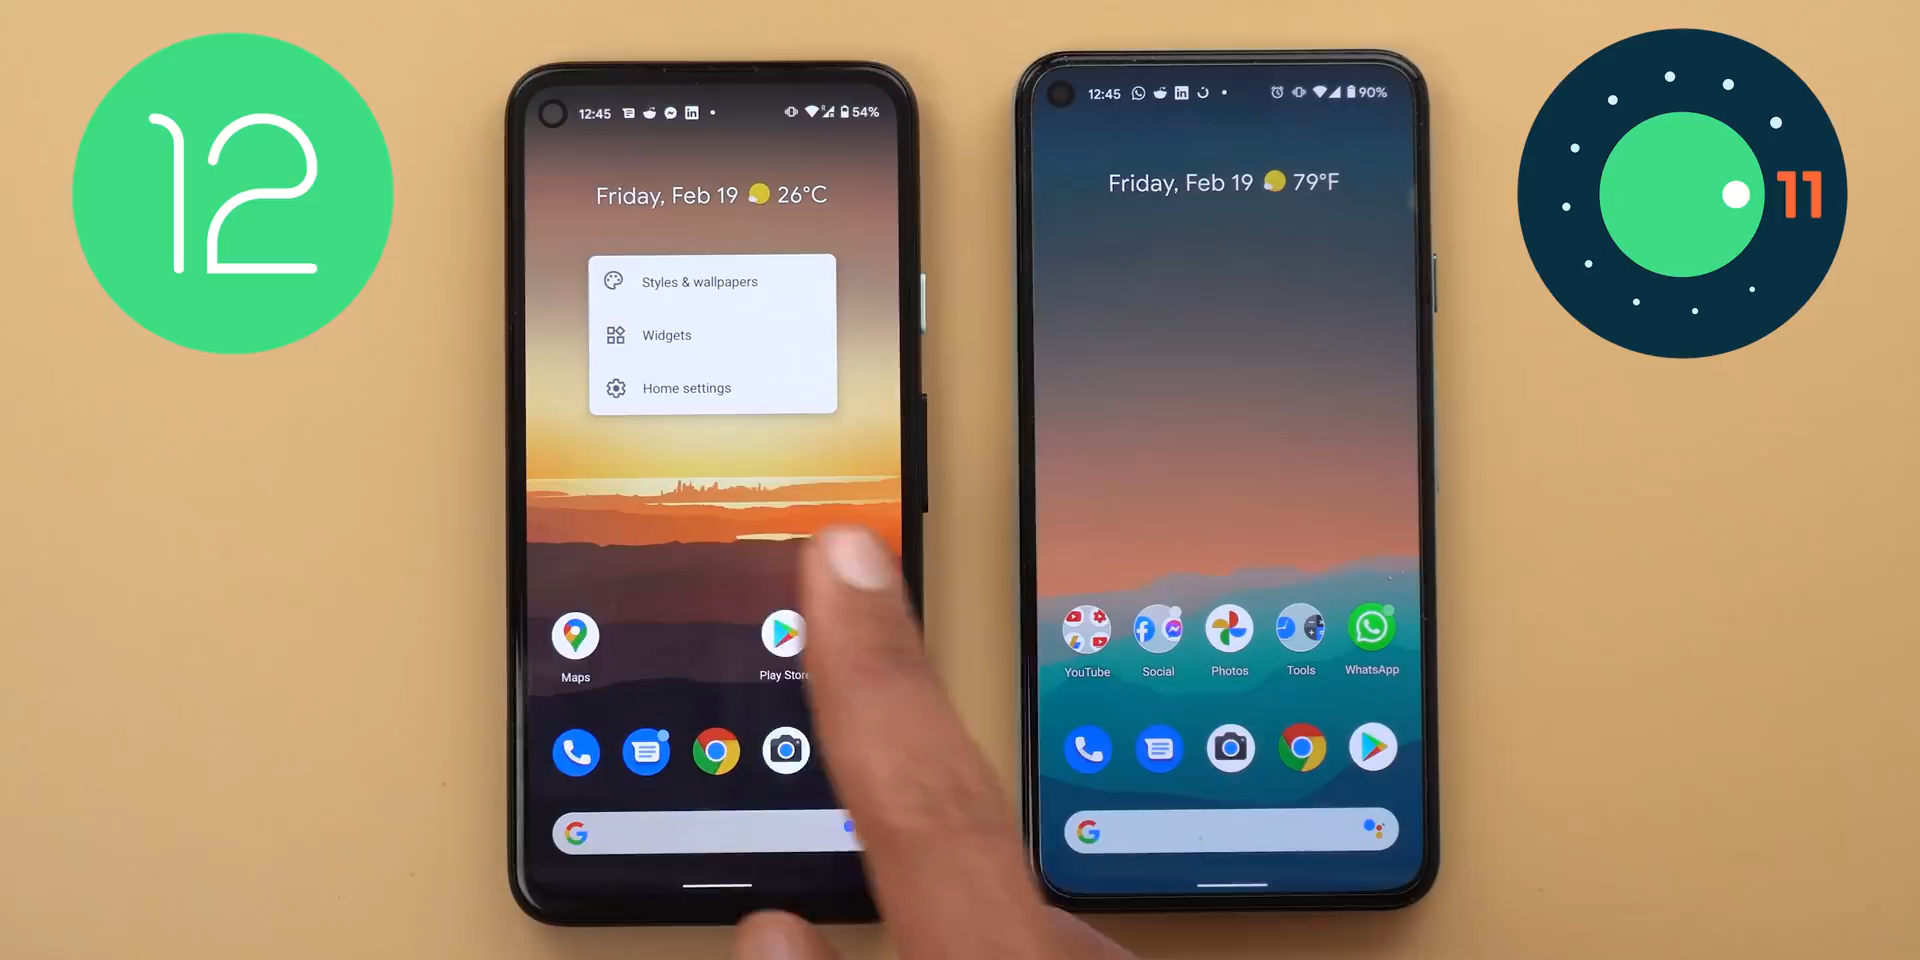 12
12:45
54%
Friday, Feb 19 26°C
Styles & wallpapers
Widgets
Home settings
Maps
Play Store
12:45
90%
Friday, Feb 19 79°F
YouTube
Social
Photos
Tools
WhatsApp
11